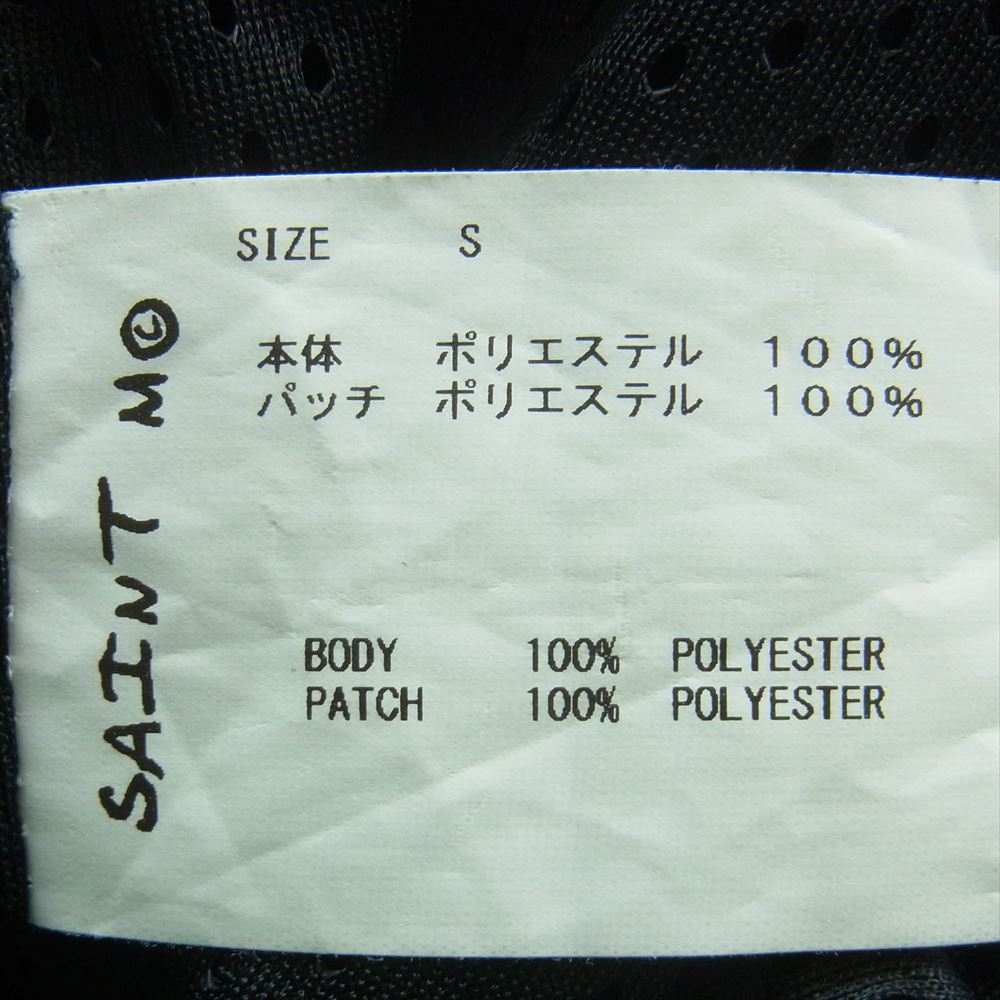 SIZE S
本体 ポリエステル 100%
パッチ ポリエステル 100%
BODY 100% POLYESTER
PATCH 100% POLYESTER
SAINT M©